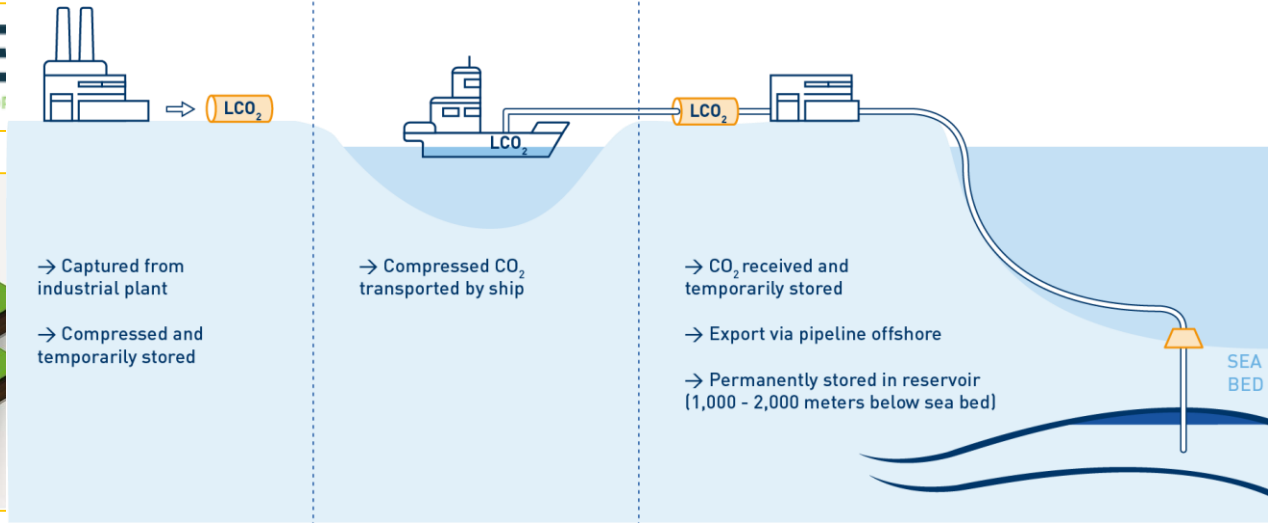 LCO₂
LCO₂
LCO₂
→ Captured from
industrial plant
→ Compressed and
temporarily stored
→ Compressed CO₂
transported by ship
→ CO₂ received and
temporarily stored
→ Export via pipeline offshore
→ Permanently stored in reservoir
(1,000 - 2,000 meters below sea bed)
SEA
BED